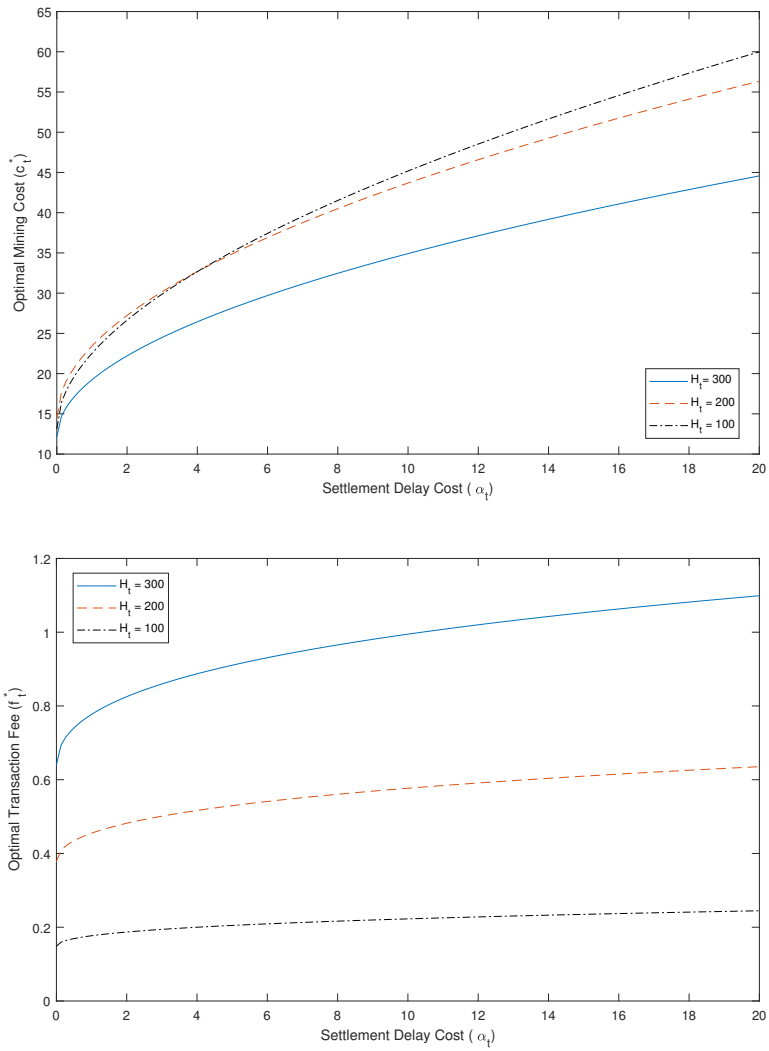 65
60
55
50
45
40
35
30
25
20
15
10
Optimal Mining Cost (c*t)
0 2 4 6 8 10 12 14 16 18 20
Settlement Delay Cost ( αt)
Ht= 300
Ht = 200
Ht = 100
1.2
1
0.8
0.6
0.4
0.2
0
Optimal Transaction Fee (f*t)
Ht = 300
Ht = 200
Ht = 100
0 2 4 6 8 10 12 14 16 18 20
Settlement Delay Cost ( αt)